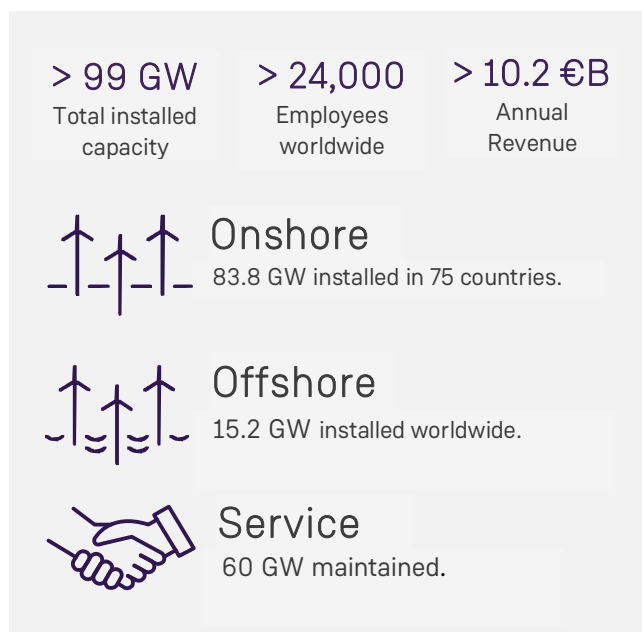 > 99 GW
Total installed
capacity
> 24,000
Employees
worldwide
> 10.2 €B
Annual
Revenue
Onshore
83.8 GW installed in 75 countries.
Offshore
15.2 GW installed worldwide.
Service
60 GW maintained.